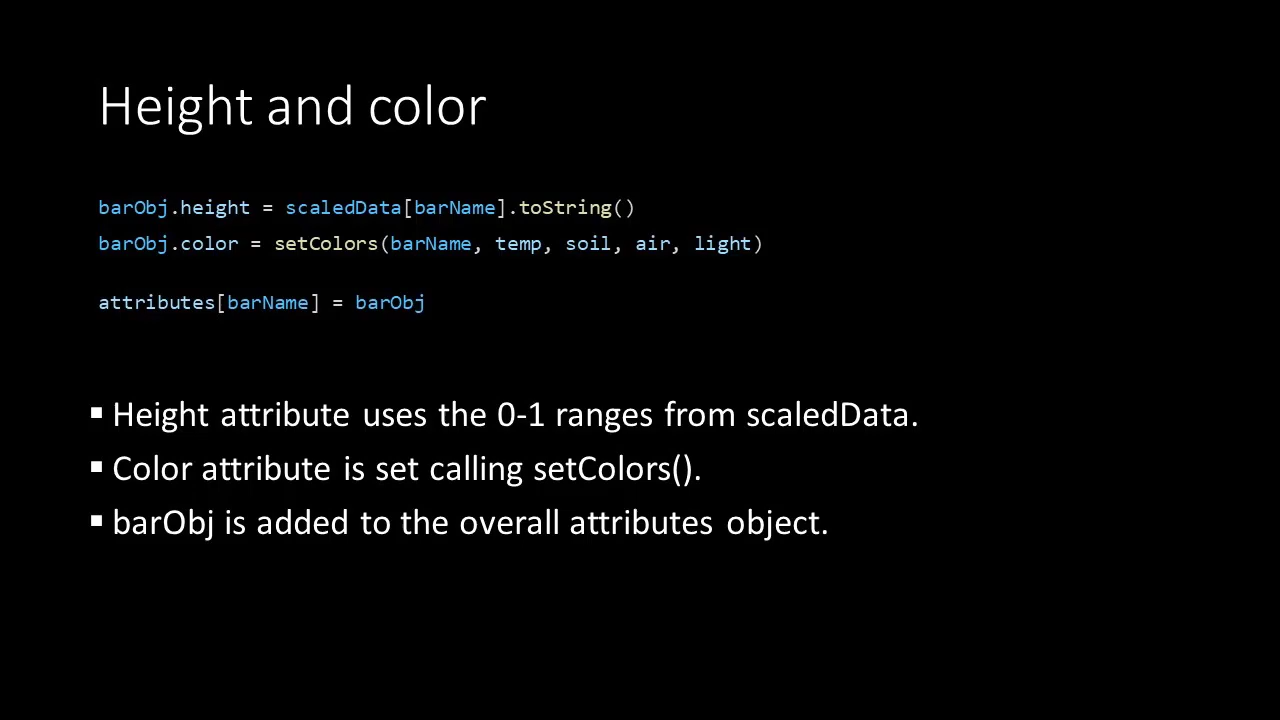 Height and color
barObj.height = scaledData[barName].toString()
barObj.color = setColors(barName, temp, soil, air, light)
attributes[barName] = barObj
▪ Height attribute uses the 0-1 ranges from scaledData.
▪ Color attribute is set calling setColors().
▪ barObj is added to the overall attributes object.